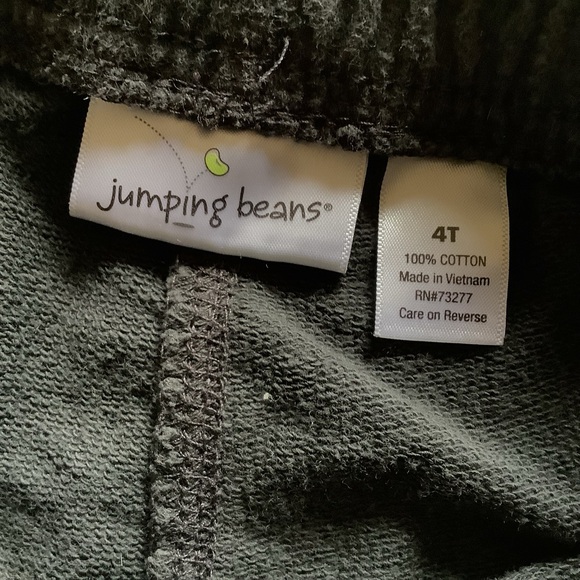 jumping beans®
4T
100% COTTON
Made in Vietnam
RN#73277
Care on Reverse